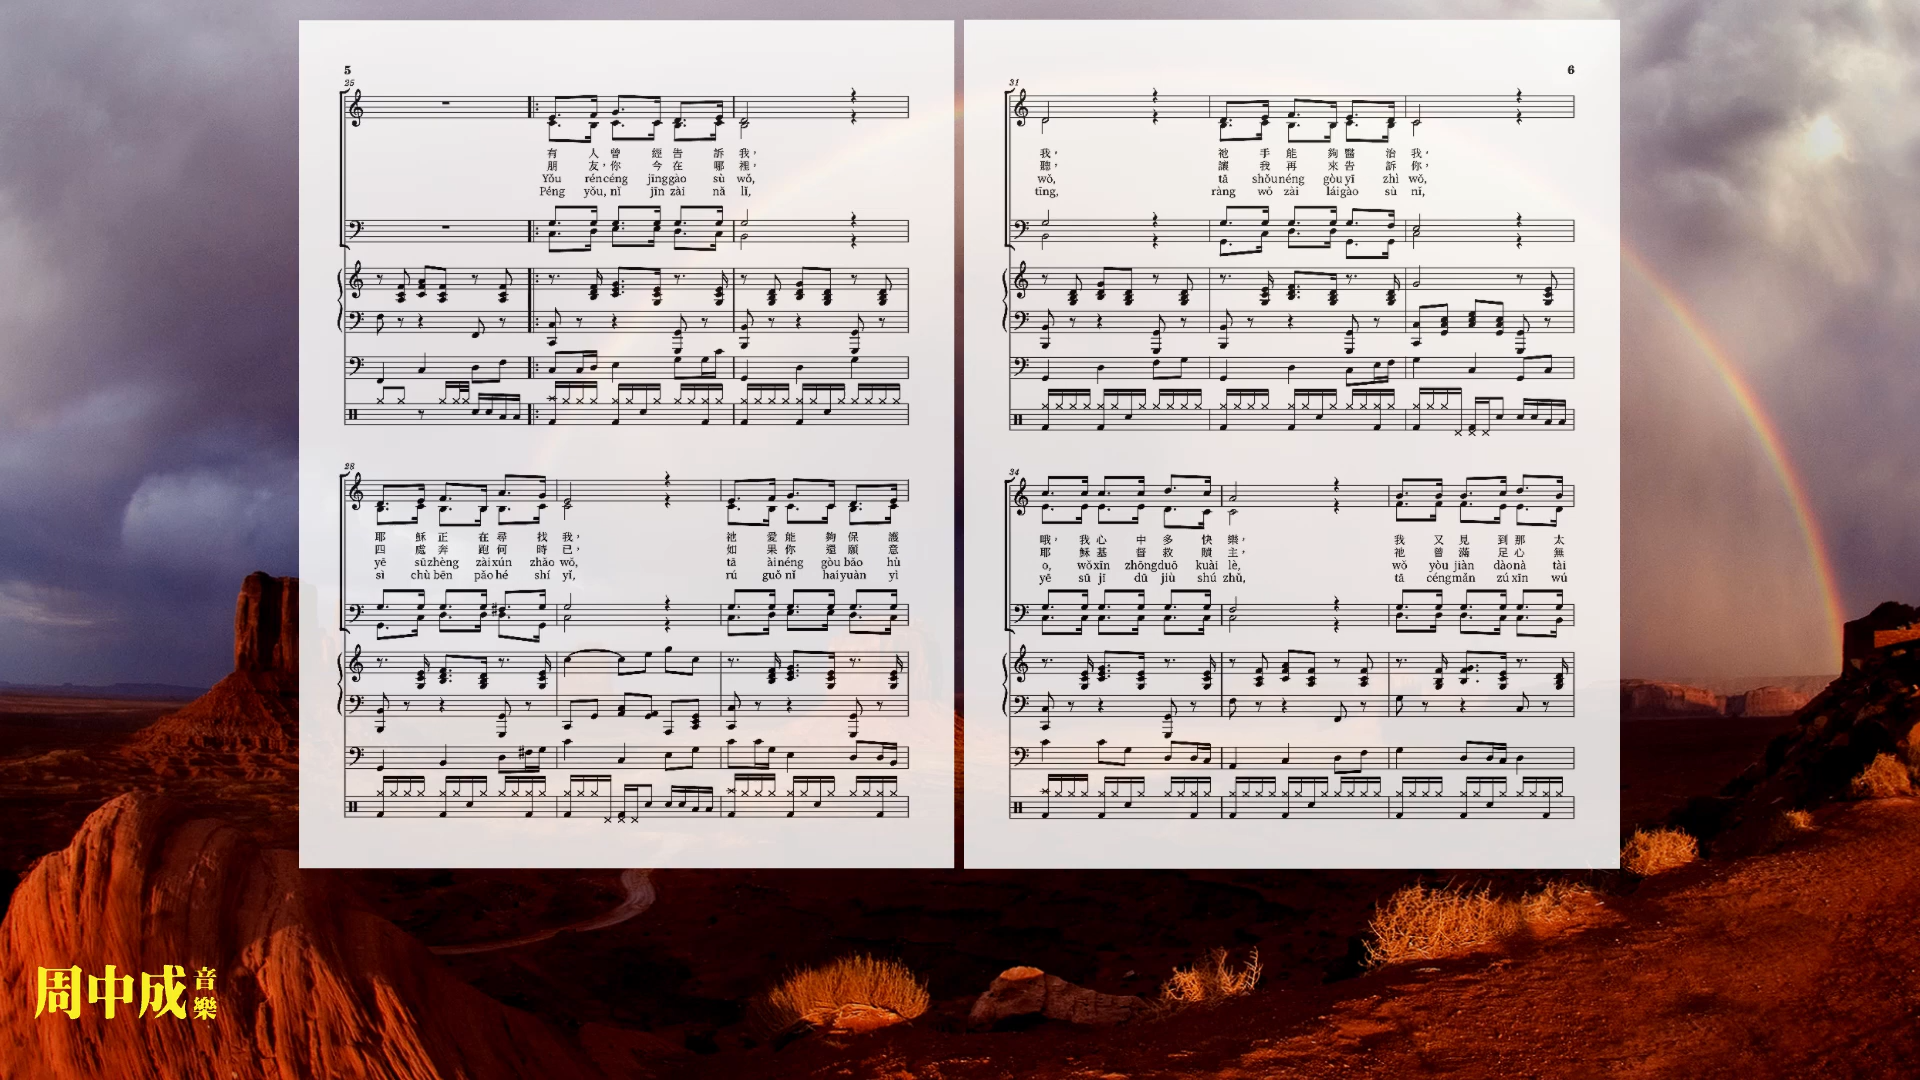 5
25
有 人 曾 經 告 訴 我，
朋 友，你 今 在 哪 裡，
Yǒu réncéng jīnggào sù wǒ,
Péng yǒu, nǐ jīn zài nǎ lǐ,
28
耶 穌 正 在 尋 找 我， 祂 愛 能 夠 保 護
四 處 奔 跑 何 時 已， 如 果 你 還 願 意
yē sūzhèng zàixún zhǎo wǒ, tā àinéng gòu bǎo hù
sì chù bēn pǎo hé shí yǐ, rú guǒ nǐ haíyuàn yì
6
31
我， 祂 手 能 夠 醫 治 我，
聽， 讓 我 再 來 告 訴 你，
wǒ, tā shǒunéng gòu yī zhì wǒ,
tīng, ràng wǒ zài láigào sù nǐ,
34
哦， 我 心 中 多 快 樂， 我 又 見 到 那 太
耶 穌 基 督 救 贖 主， 祂 曾 滿 足 心 無
o, wǒxīn zhōngduō kuài lè, wǒ yòu jiàn dàonà tài
yē sū jī dū jiù shú zhǔ, tā céngmǎn zú xīn wú
周中成音樂